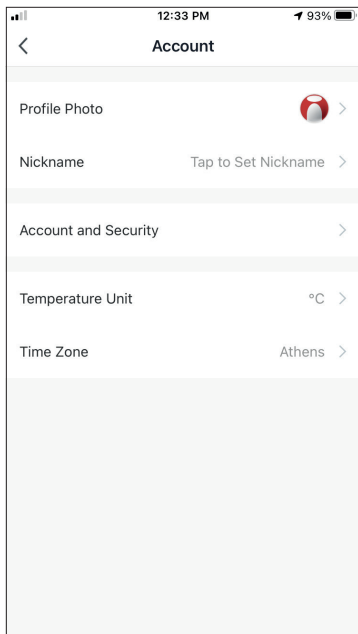 12:33 PM 93%
Account
Profile Photo
Nickname Tap to Set Nickname
Account and Security
Temperature Unit °C
Time Zone Athens